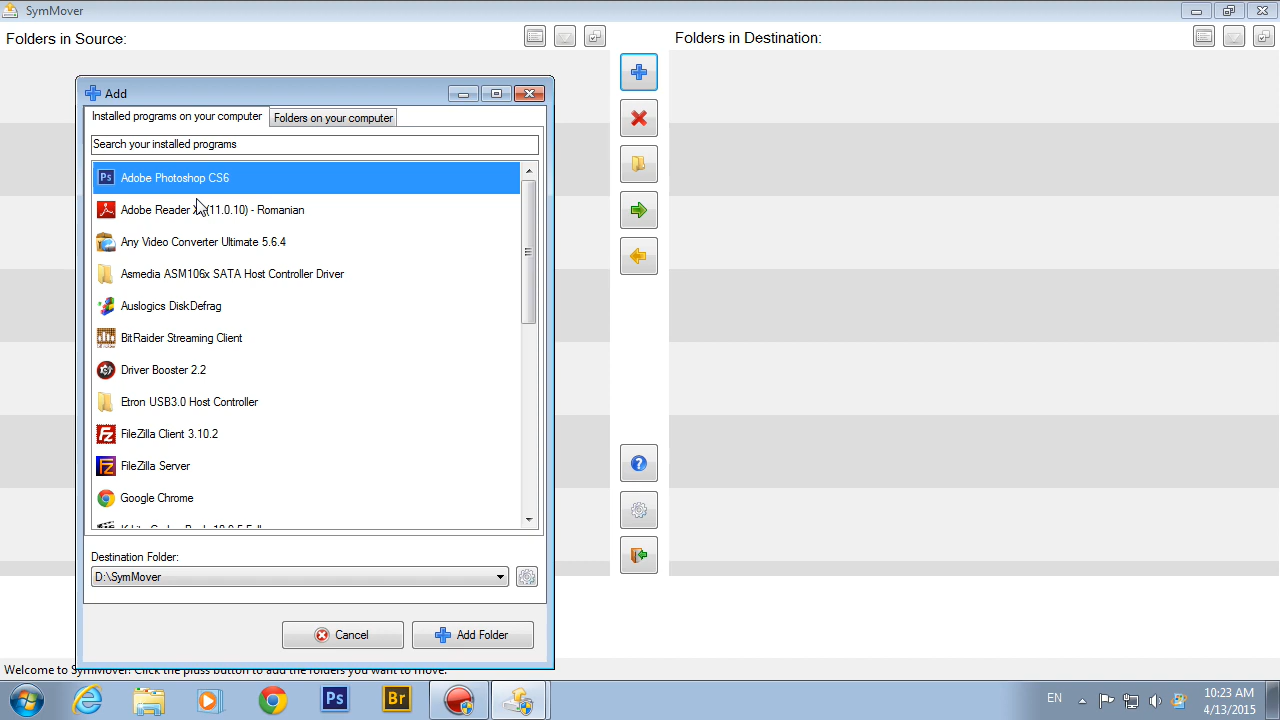 SymMover
Folders in Source:
Folders in Destination:
Add
Installed programs on your computer
Folders on your computer
Search your installed programs
Ps Adobe Photoshop CS6
Adobe Reader (11.0.10) - Romanian
Any Video Converter Ultimate 5.6.4
Asmedia ASM106x SATA Host Controller Driver
Auslogics DiskDefrag
BitRaider Streaming Client
Driver Booster 2.2
Etron USB3.0 Host Controller
FileZilla Client 3.10.2
FileZilla Server
Google Chrome
Destination Folder:
D:\SymMover
Cancel
Add Folder
Welcome to SymMover! Click the pluss button to add the folders you want to move.
Ps
Br
EN
10:23 AM
4/13/2015